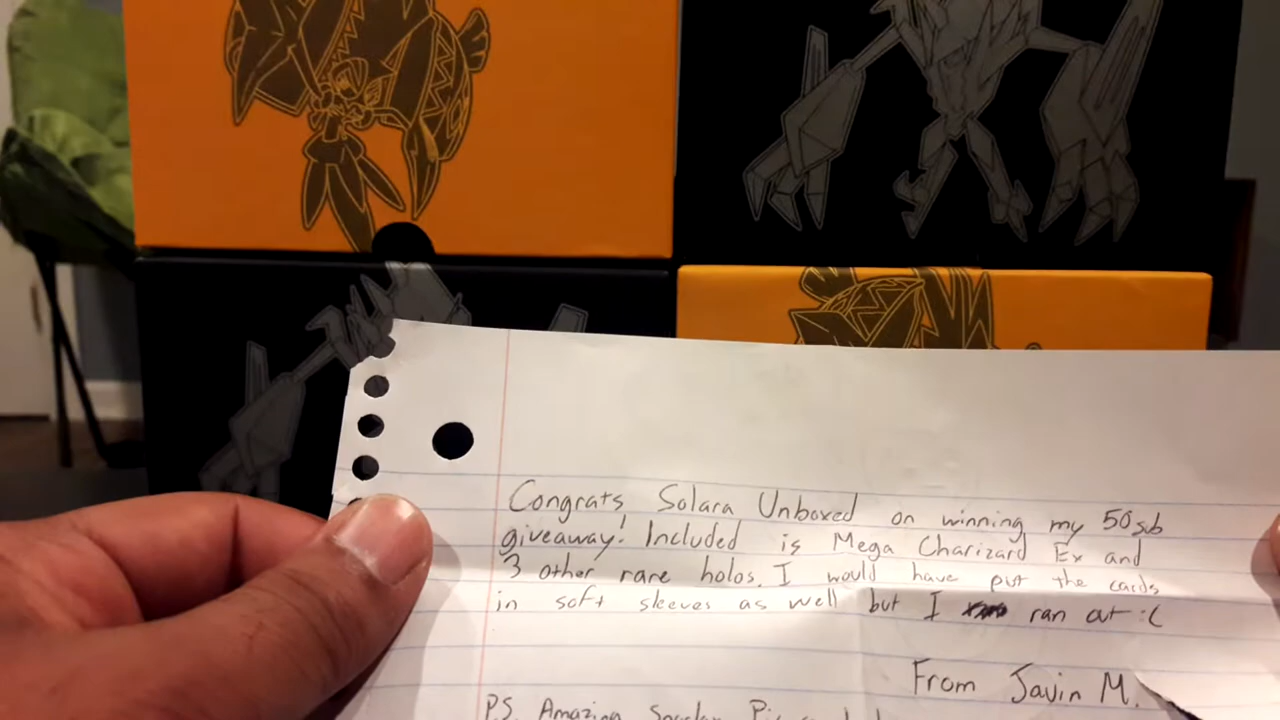 Congrats Solara Unboxed on winning my 50 sub
giveaway! Included is Mega Charizard Ex and
3 other rare holos. I would have put the cards
in soft sleeves as well but I ran out :(
From Javin M.
P.S. Amazing